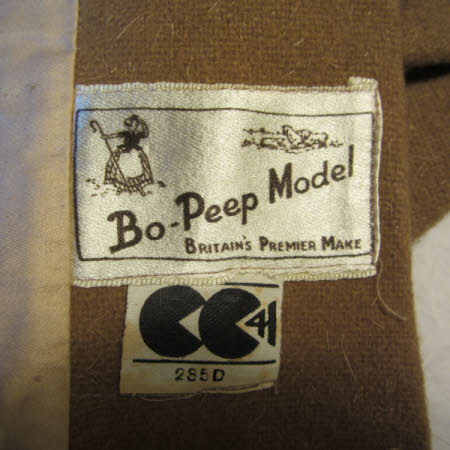 Bo-Peep Model
BRITAIN'S PREMIER MAKE
CC41
285D